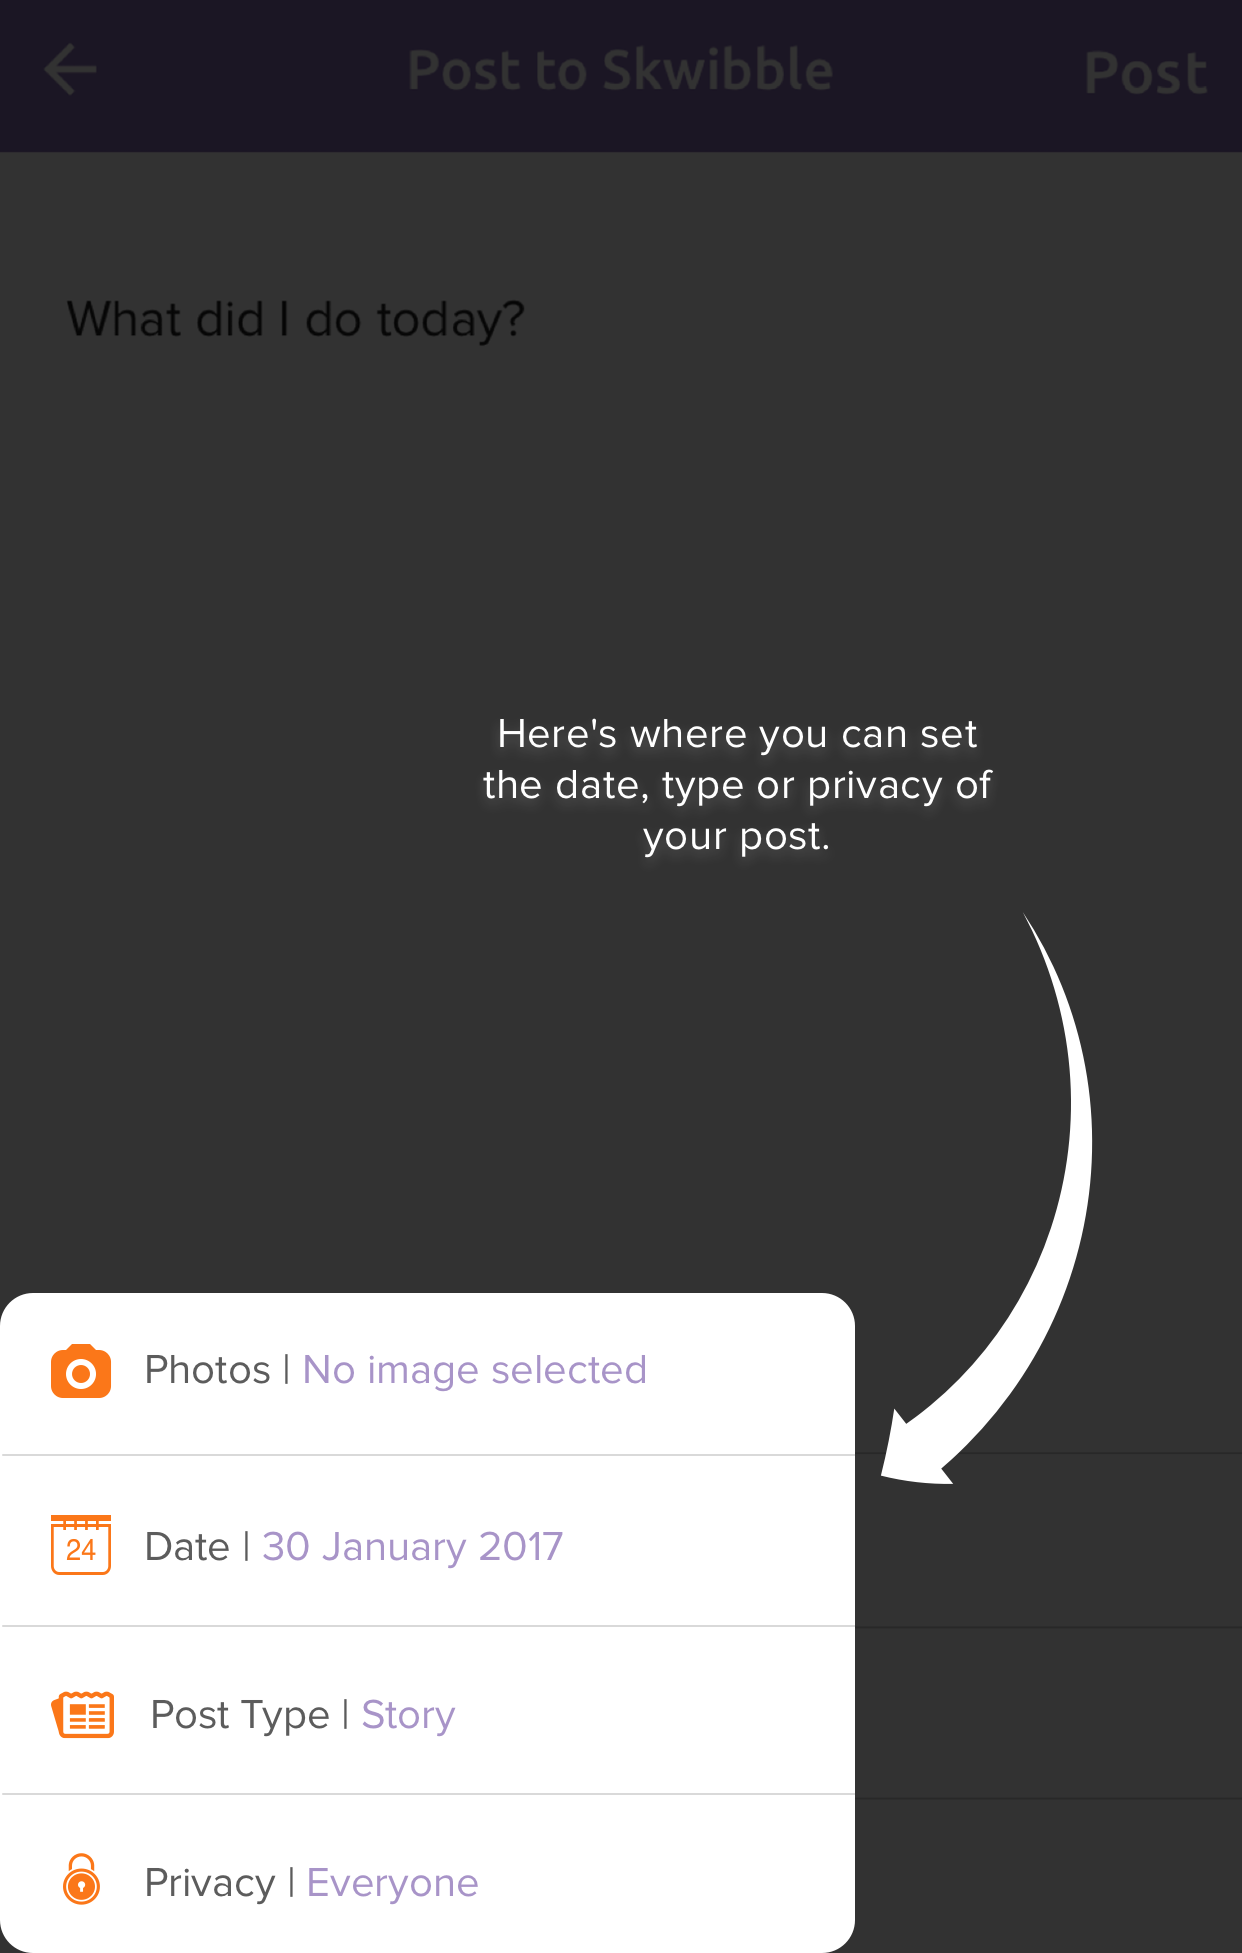 Post to Skwibble
Post
What did I do today?
Here's where you can set
the date, type or privacy of
your post.
Photos | No image selected
24
Date | 30 January 2017
Post Type | Story
Privacy | Everyone